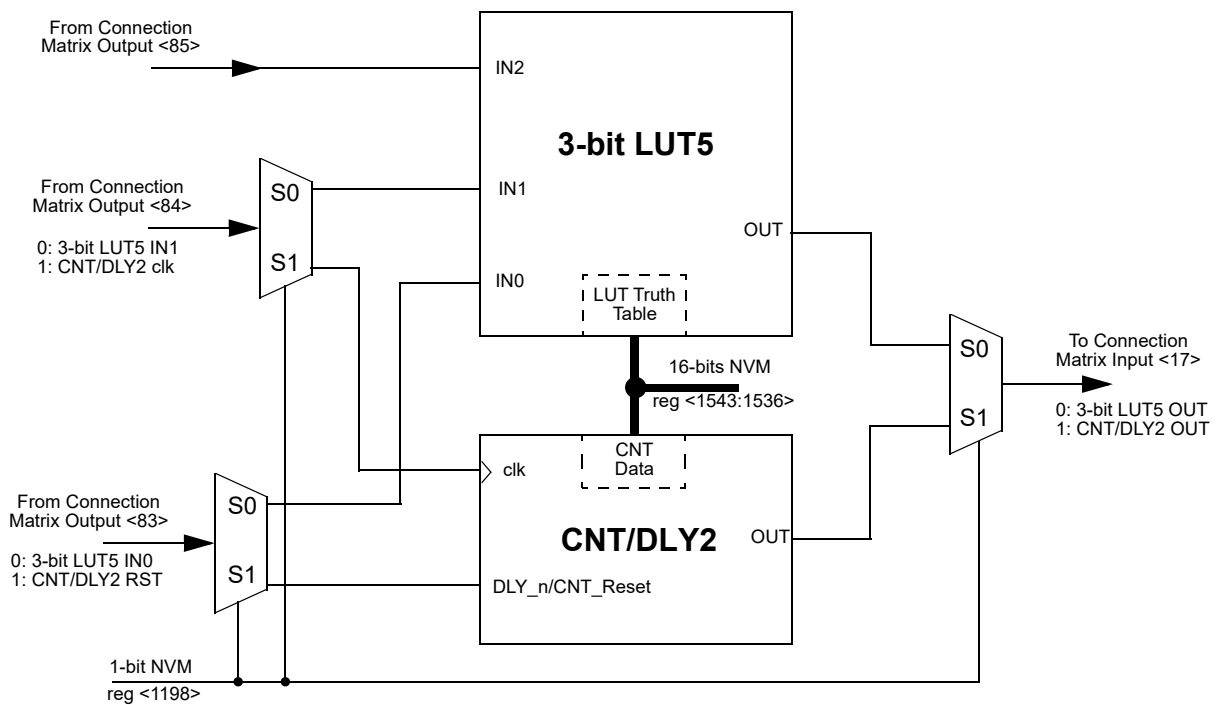 From Connection
Matrix Output <85>
IN2
3-bit LUT5
From Connection
Matrix Output <84>
0: 3-bit LUT5 IN1
1: CNT/DLY2 clk
S0
S1
IN1
IN0
OUT
LUT Truth
Table
16-bits NVM
reg <1543:1536>
S0
S1
To Connection
Matrix Input <17>
0: 3-bit LUT5 OUT
1: CNT/DLY2 OUT
CNT
Data
clk
CNT/DLY2
OUT
DLY_n/CNT_Reset
From Connection
Matrix Output <83>
0: 3-bit LUT5 IN0
1: CNT/DLY2 RST
S0
S1
1-bit NVM
reg <1198>